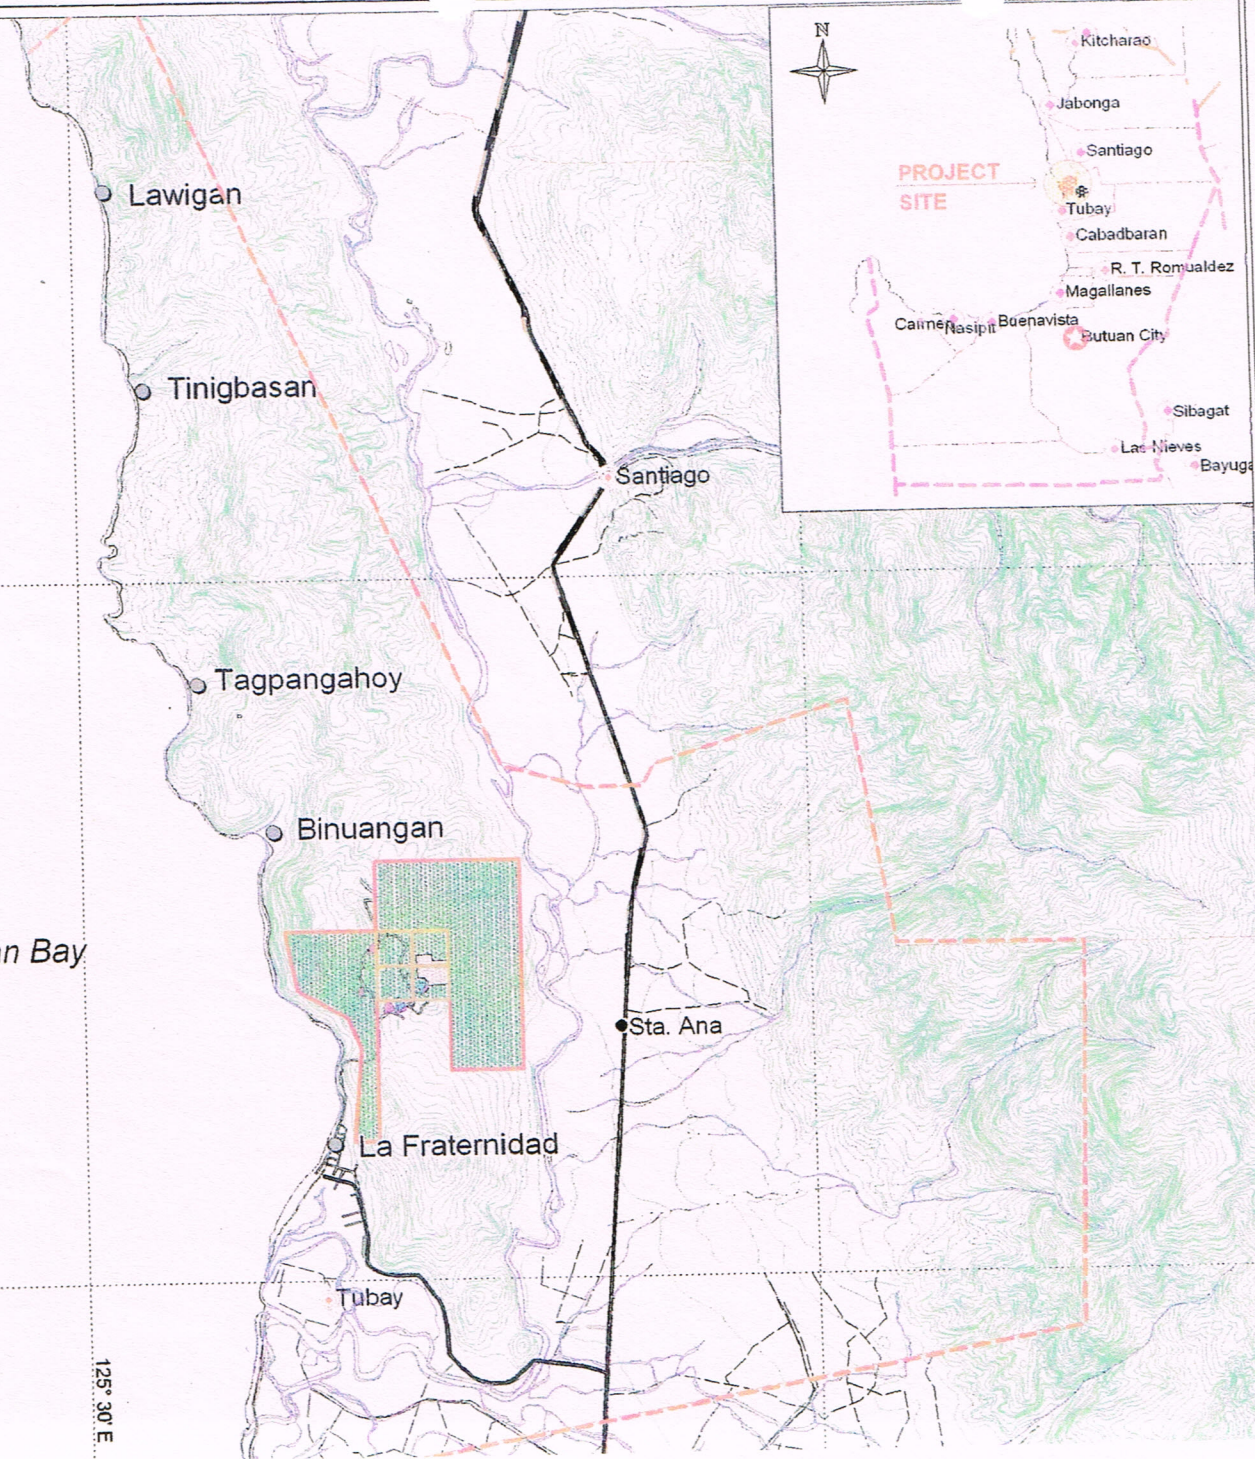 N
Kitcharao
Jabonga
Santiago
PROJECT
SITE
Tubay
Cabadbaran
R. T. Romualdez
Magallanes
Nasipit
Buenavista
Butuan City
Sibagat
Las Nieves
Lawigan
Tinigbasan
Santiago
Tagpangahoy
Binuangan
Bay
Sta. Ana
La Fraternidad
Tubay
125° 30' E